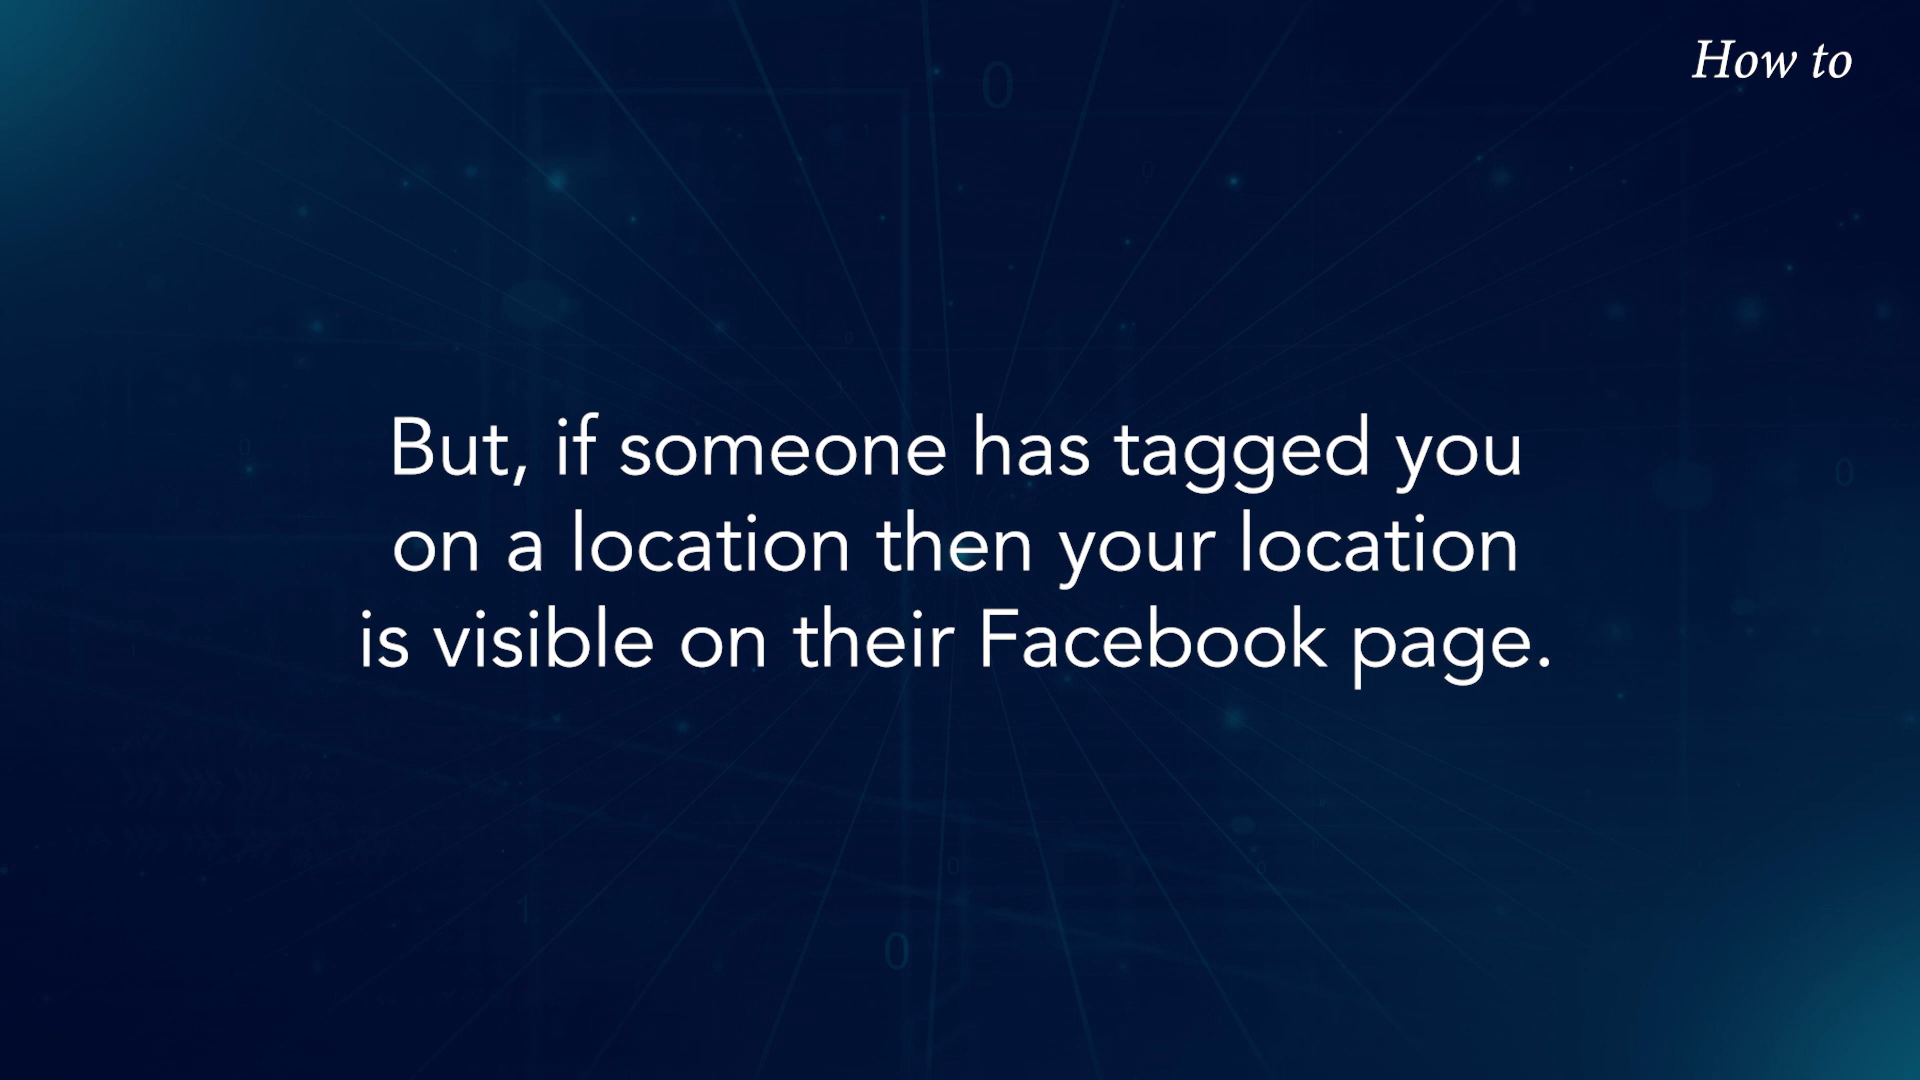 How to
But, if someone has tagged you
on a location then your location
is visible on their Facebook page.